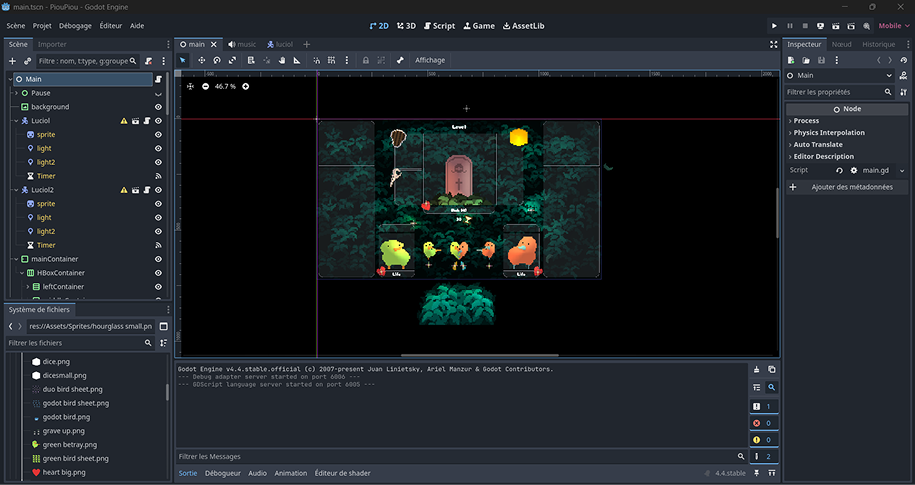 main.tscn - PiouPiou - Godot Engine
Scène Projet Débogage Éditeur Aide
2D 3D Script Game AssetLib
Mobile
Scène Importer
Filtre : nom, t:type, g:groupe
Main
Pause
background
Luciol
sprite
light
light2
Timer
Luciol2
sprite
light
light2
Timer
mainContainer
HBoxContainer
leftContainer
Système de fichiers
res://Assets/Sprites/hourglass small.pn
Filtrer les fichiers
dice.png
dicesmall.png
duo bird sheet.png
godot bird sheet.png
godot bird.png
grave up.png
green betray.png
green bird sheet.png
heart big.png
main music luciol
Affichage
46.7 %
500
1000
1500
2000
Level
Life
Life
Godot Engine v4.4.stable.official (c) 2007-present Juan Linietsky, Ariel Manzur & Godot Contributors.
--- Debug adapter server started on port 6006 ---
--- GDScript language server started on port 6005 ---
1
0
0
2
Filtrer les Messages
Sortie Débogueur Audio Animation Éditeur de shader
4.4.stable
Inspecteur Nœud Historique
Main
Filtrer les propriétés
Node
Process
Physics Interpolation
Auto Translate
Editor Description
Script main.gd
Ajouter des métadonnées